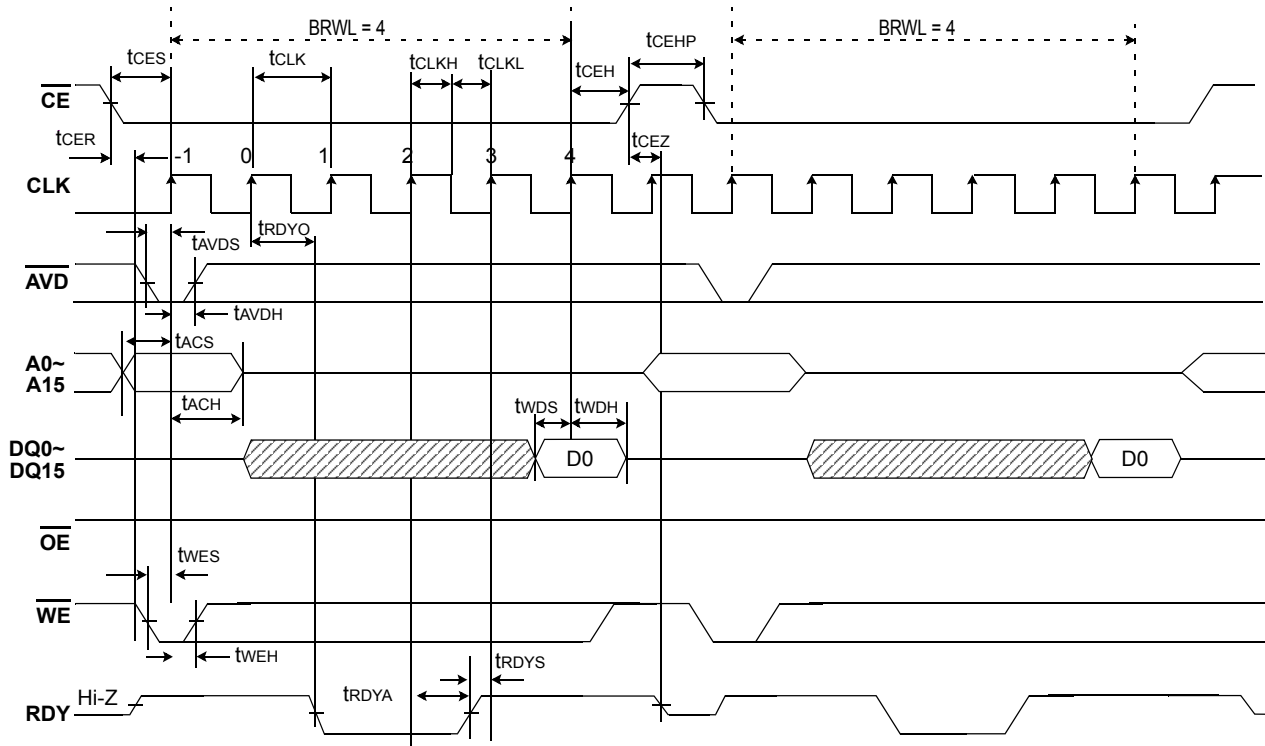 BRWL = 4 BRWL = 4
tCES tCLK tCLKH tCLKL tCEH tCEHP
CE
tCER tCEZ
-1 0 1 2 3 4
CLK
tRDYO
tAVDS
AVD
tAVDH
tACS
A0~
A15
tACH tWDS tWDH
DQ0~
DQ15
D0 D0
OE
tWES
WE
tWEH
tRDYS
tRDYA
Hi-Z
RDY